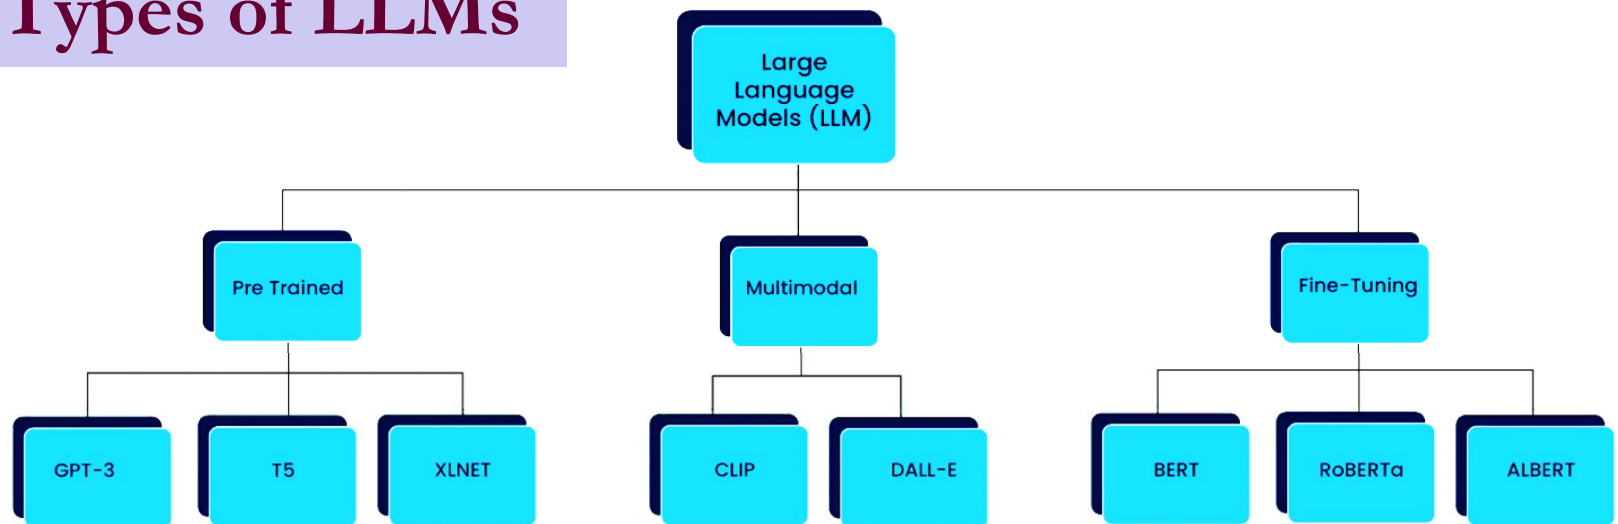 Types of LLMs
Large
Language
Models (LLM)
Pre Trained
Multimodal
Fine-Tuning
GPT-3
T5
XLNET
CLIP
DALL-E
BERT
RoBERTa
ALBERT